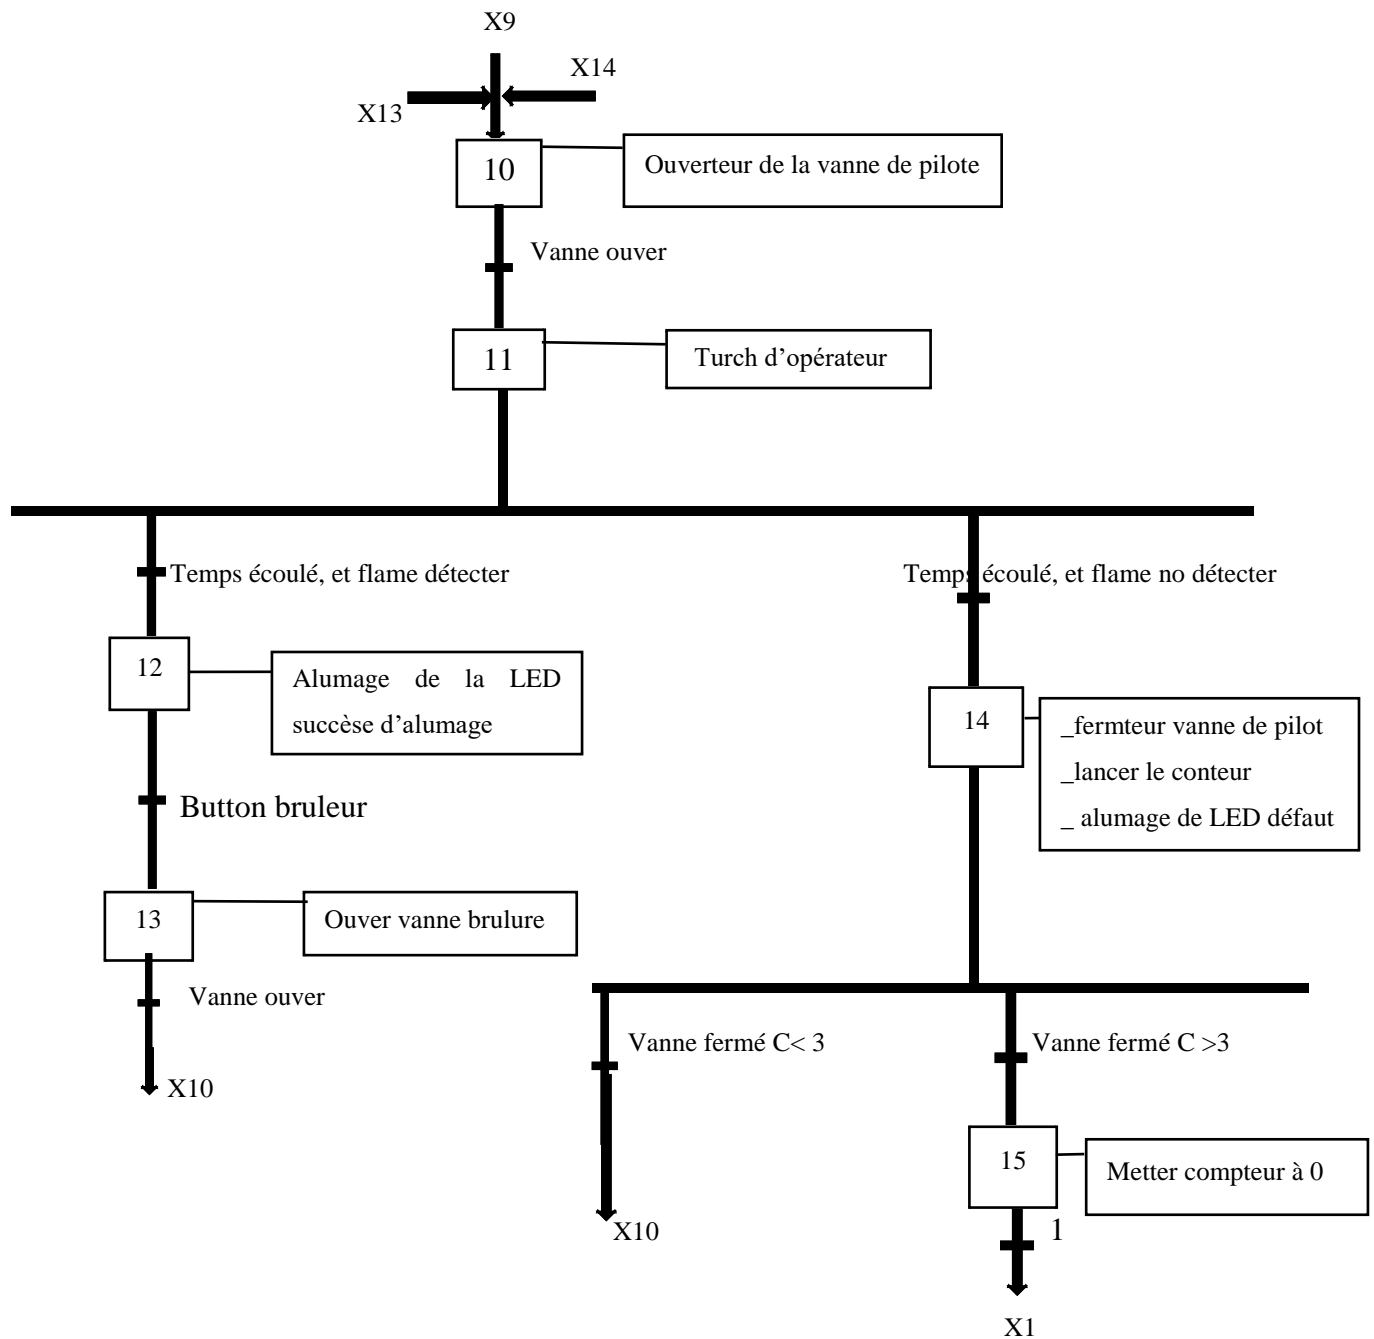 X9
X14
X13
10
Ouverteur de la vanne de pilote
Vanne ouver
11
Turch d’opérateur
Temps écoulé, et flame détecter
Temps écoulé, et flame no détecter
12
Alumage de la LED
succèse d’alumage
14
_fermteur vanne de pilot
_lancer le conteur
_ alumage de LED défaut
Button bruleur
13
Ouver vanne brulure
Vanne ouver
X10
Vanne fermé C< 3
Vanne fermé C >3
15
Metter compteur à 0
X10
1
X1